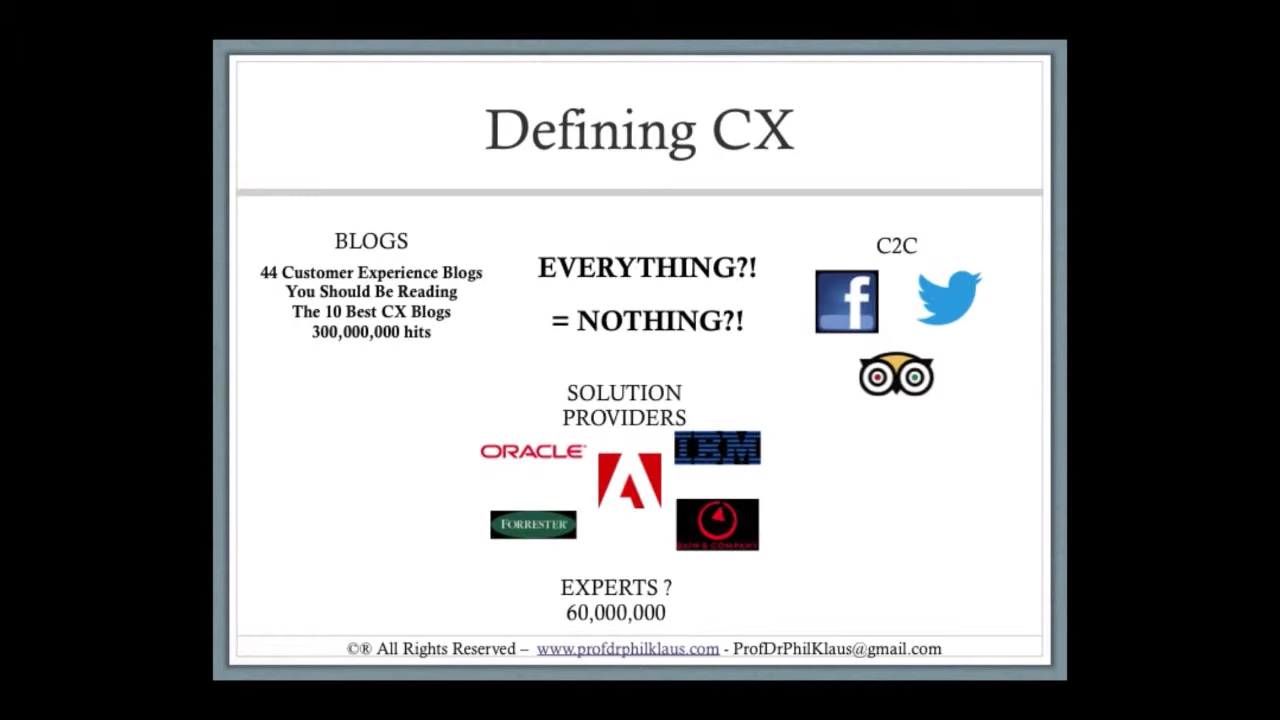 Defining CX
BLOGS
44 Customer Experience Blogs
You Should Be Reading
The 10 Best CX Blogs
300,000,000 hits
EVERYTHING?!
= NOTHING?!
C2C
f
SOLUTION
PROVIDERS
ORACLE®
IBM
FORRESTER®
BAIN & COMPANY
EXPERTS ?
60,000,000
©® All Rights Reserved – www.profdrphilklaus.com - ProfDrPhilKlaus@gmail.com